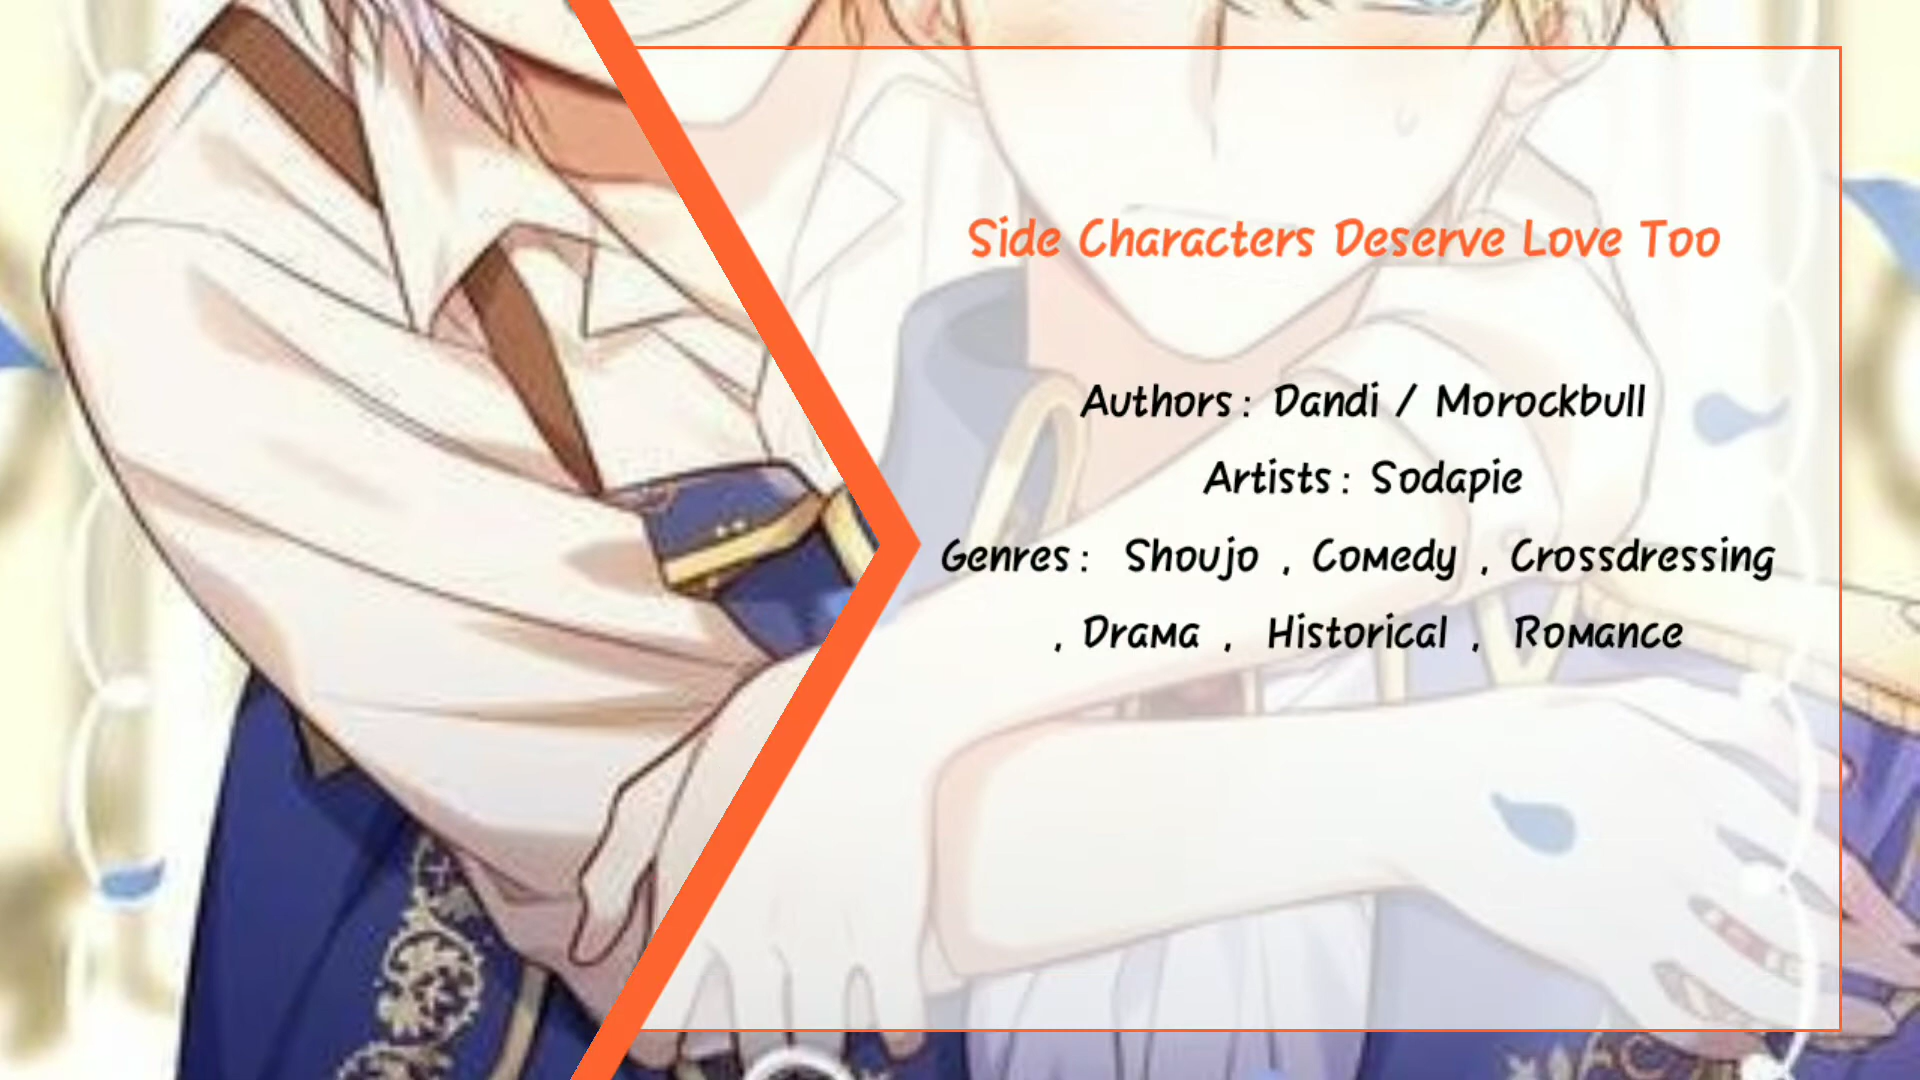 Side Characters Deserve Love Too
Authors: Dandi / Morockbull
Artists: Sodapie
Genres: Shoujo , Comedy , Crossdressing
, Drama , Historical , Romance